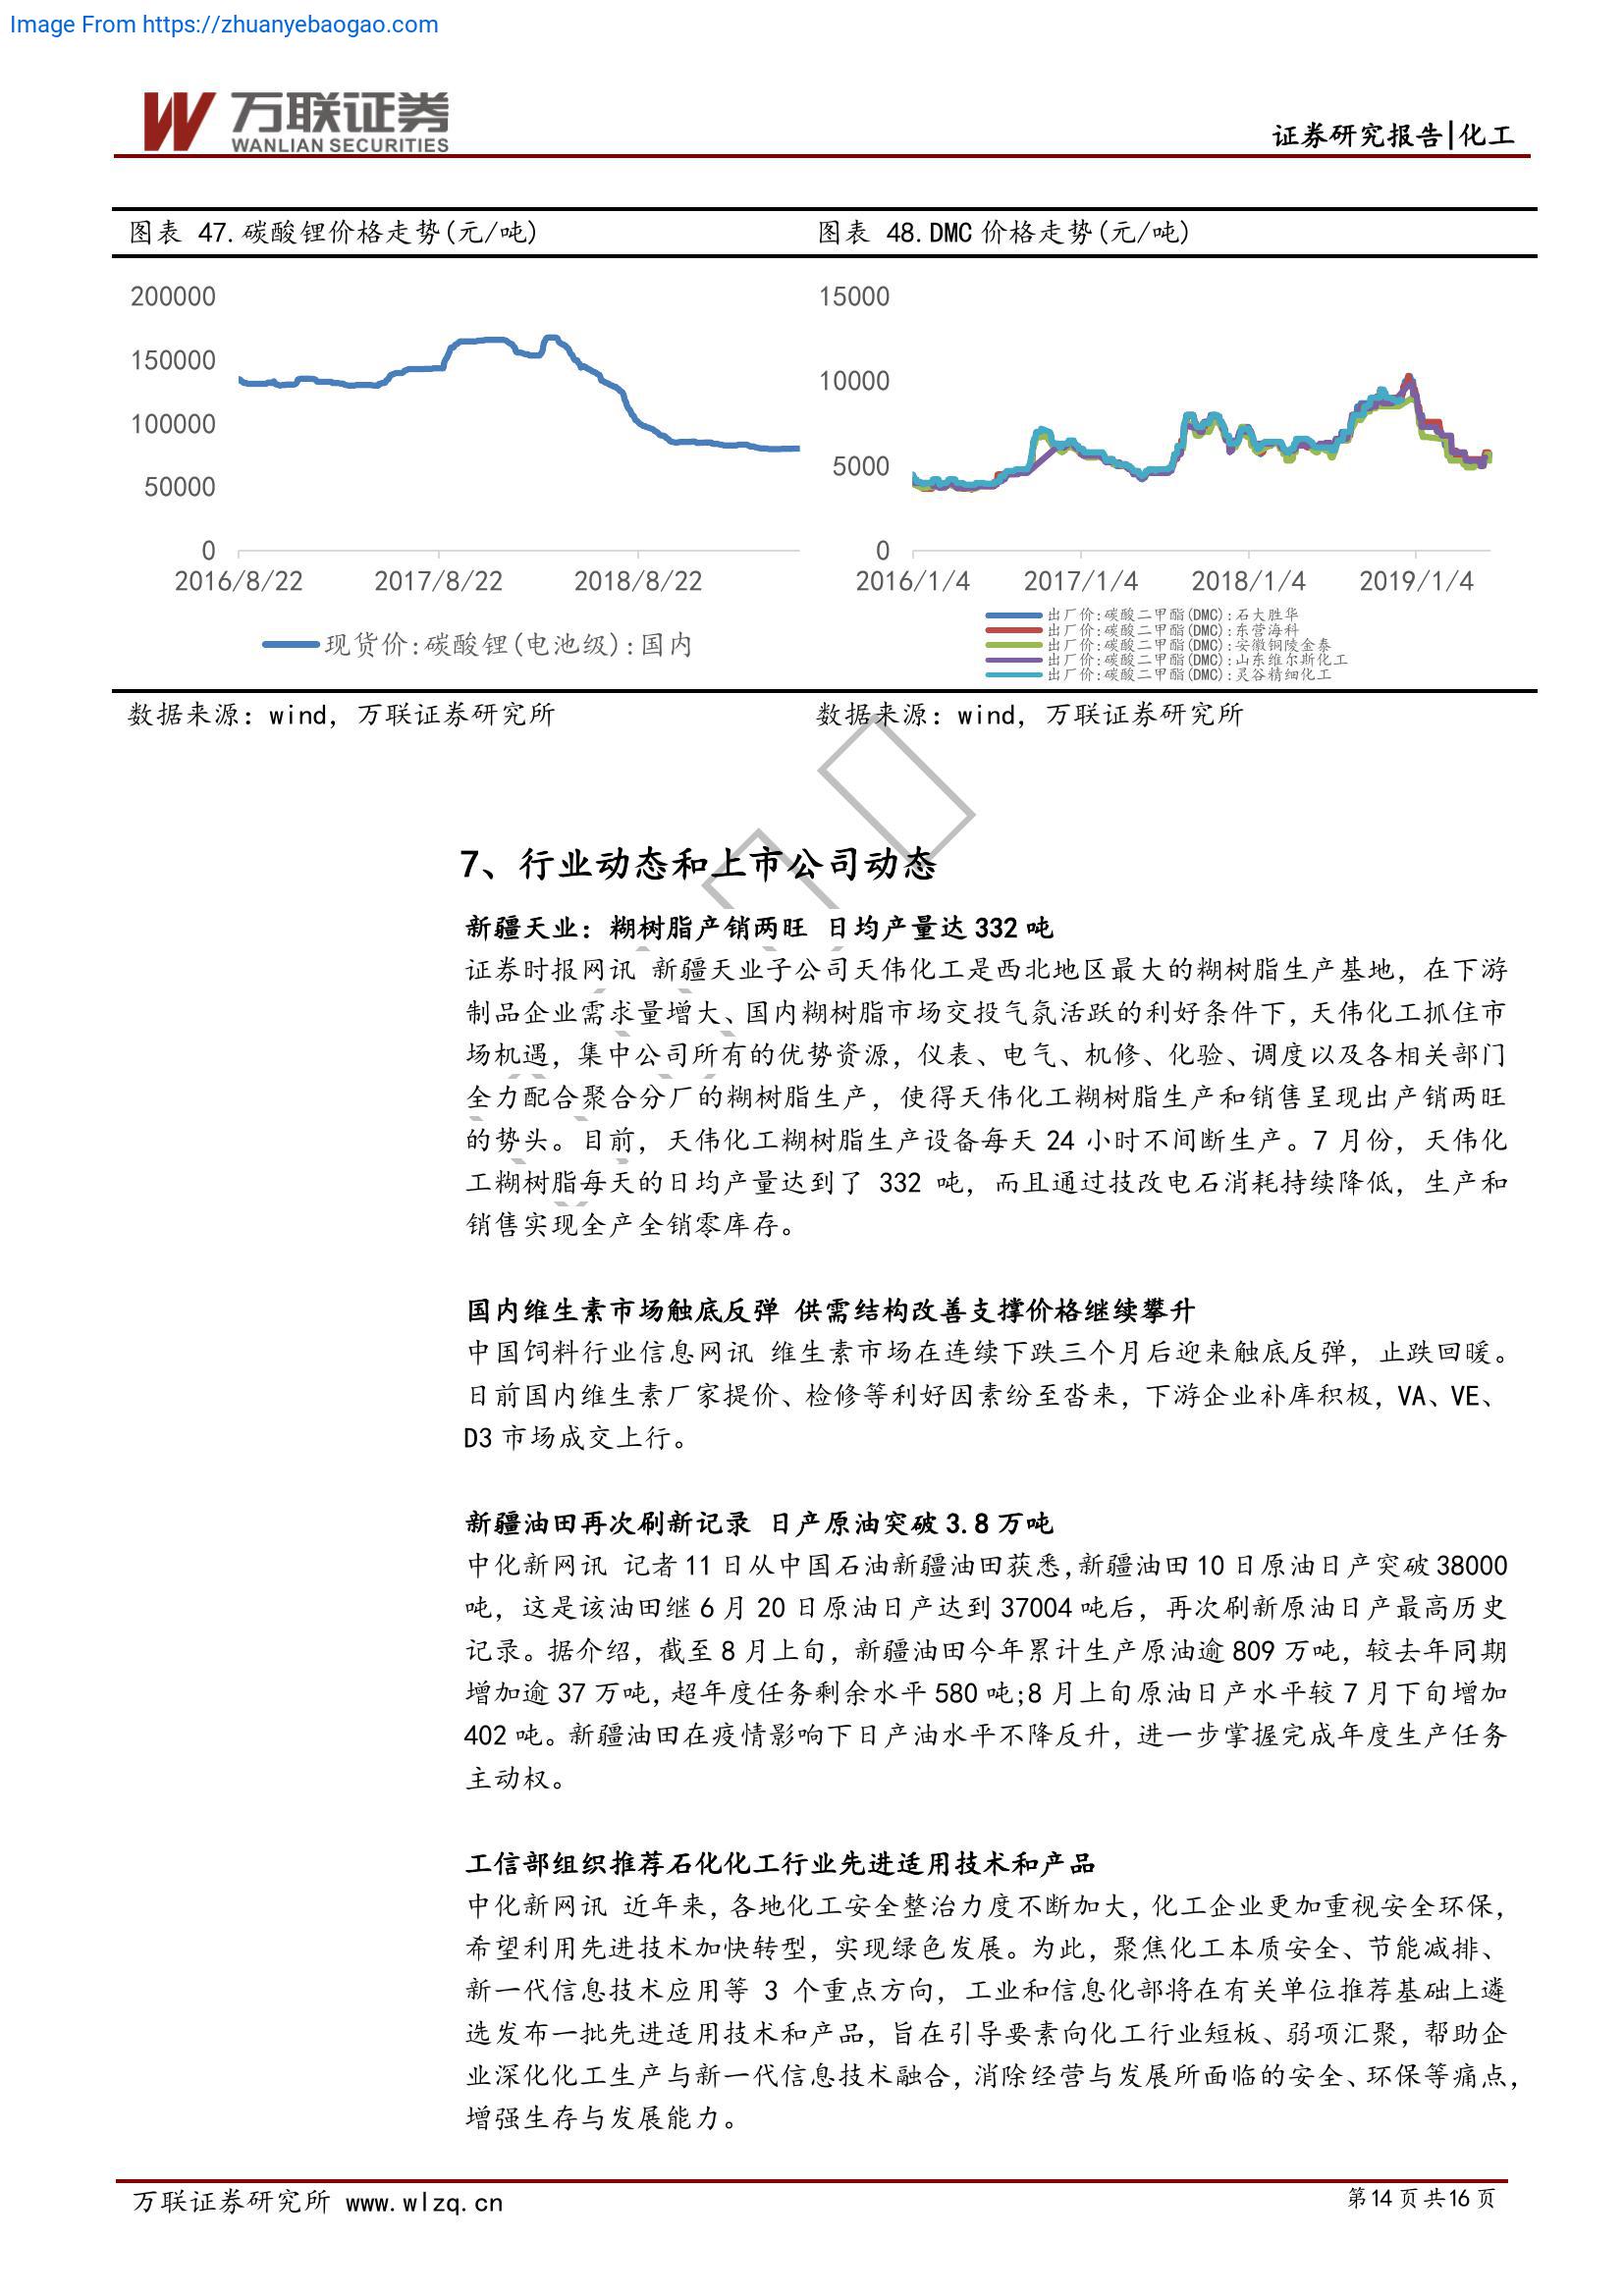 Image From https://zhuanyebaogao.com
万联证券
WANLIAN SECURITIES
证券研究报告|化工
图表 47.碳酸锂价格走势(元/吨)
图表 48.DMC 价格走势(元/吨)
200000
150000
100000
50000
0
2016/8/22 2017/8/22 2018/8/22
现货价:碳酸锂(电池级):国内
15000
10000
5000
0
2016/1/4 2017/1/4 2018/1/4 2019/1/4
出厂价:碳酸二甲酯(DMC):石大胜华
出厂价:碳酸二甲酯(DMC):东营海科
出厂价:碳酸二甲酯(DMC):安徽铜陵金泰
出厂价:碳酸二甲酯(DMC):山东维尔斯化工
出厂价:碳酸二甲酯(DMC):灵谷精细化工
数据来源：wind，万联证券研究所
数据来源：wind，万联证券研究所
7、行业动态和上市公司动态
新疆天业：糊树脂产销两旺 日均产量达 332 吨
证券时报网讯 新疆天业子公司天伟化工是西北地区最大的糊树脂生产基地，在下游
制品企业需求量增大、国内糊树脂市场交投气氛活跃的利好条件下，天伟化工抓住市
场机遇，集中公司所有的优势资源，仪表、电气、机修、化验、调度以及各相关部门
全力配合聚合分厂的糊树脂生产，使得天伟化工糊树脂生产和销售呈现出产销两旺
的势头。目前，天伟化工糊树脂生产设备每天 24 小时不间断生产。7 月份，天伟化
工糊树脂每天的日均产量达到了 332 吨，而且通过技改电石消耗持续降低，生产和
销售实现全产全销零库存。
国内维生素市场触底反弹 供需结构改善支撑价格继续攀升
中国饲料行业信息网讯 维生素市场在连续下跌三个月后迎来触底反弹，止跌回暖。
日前国内维生素厂家提价、检修等利好因素纷至沓来，下游企业补库积极，VA、VE、
D3 市场成交上行。
新疆油田再次刷新记录 日产原油突破 3.8 万吨
中化新网讯 记者 11 日从中国石油新疆油田获悉,新疆油田 10 日原油日产突破 38000
吨，这是该油田继 6 月 20 日原油日产达到 37004 吨后，再次刷新原油日产最高历史
记录。据介绍，截至 8 月上旬，新疆油田今年累计生产原油逾 809 万吨，较去年同期
增加逾 37 万吨，超年度任务剩余水平 580 吨;8 月上旬原油日产水平较 7 月下旬增加
402 吨。新疆油田在疫情影响下日产油水平不降反升，进一步掌握完成年度生产任务
主动权。
工信部组织推荐石化化工行业先进适用技术和产品
中化新网讯 近年来，各地化工安全整治力度不断加大，化工企业更加重视安全环保，
希望利用先进技术加快转型，实现绿色发展。为此，聚焦化工本质安全、节能减排、
新一代信息技术应用等 3 个重点方向，工业和信息化部将在有关单位推荐基础上遴
选发布一批先进适用技术和产品，旨在引导要素向化工行业短板、弱项汇聚，帮助企
业深化化工生产与新一代信息技术融合，消除经营与发展所面临的安全、环保等痛点，
增强生存与发展能力。
万联证券研究所 www.wlzq.cn
第14页共16页